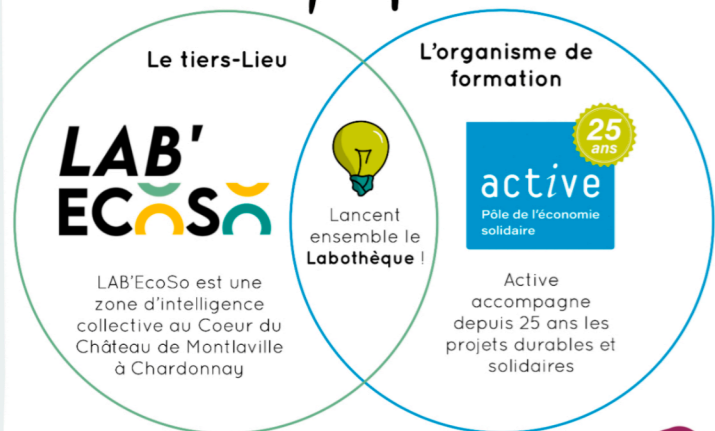 Le tiers-Lieu
LAB'
ECOSO
LAB'EcoSo est une
zone d'intelligence
collective au Coeur du
Château de Montlaville
à Chardonnay
Lancent
ensemble le
Labothèque !
L'organisme de
formation
25
ans
active
Pôle de l'économie
solidaire
Active
accompagne
depuis 25 ans les
projets durables et
solidaires